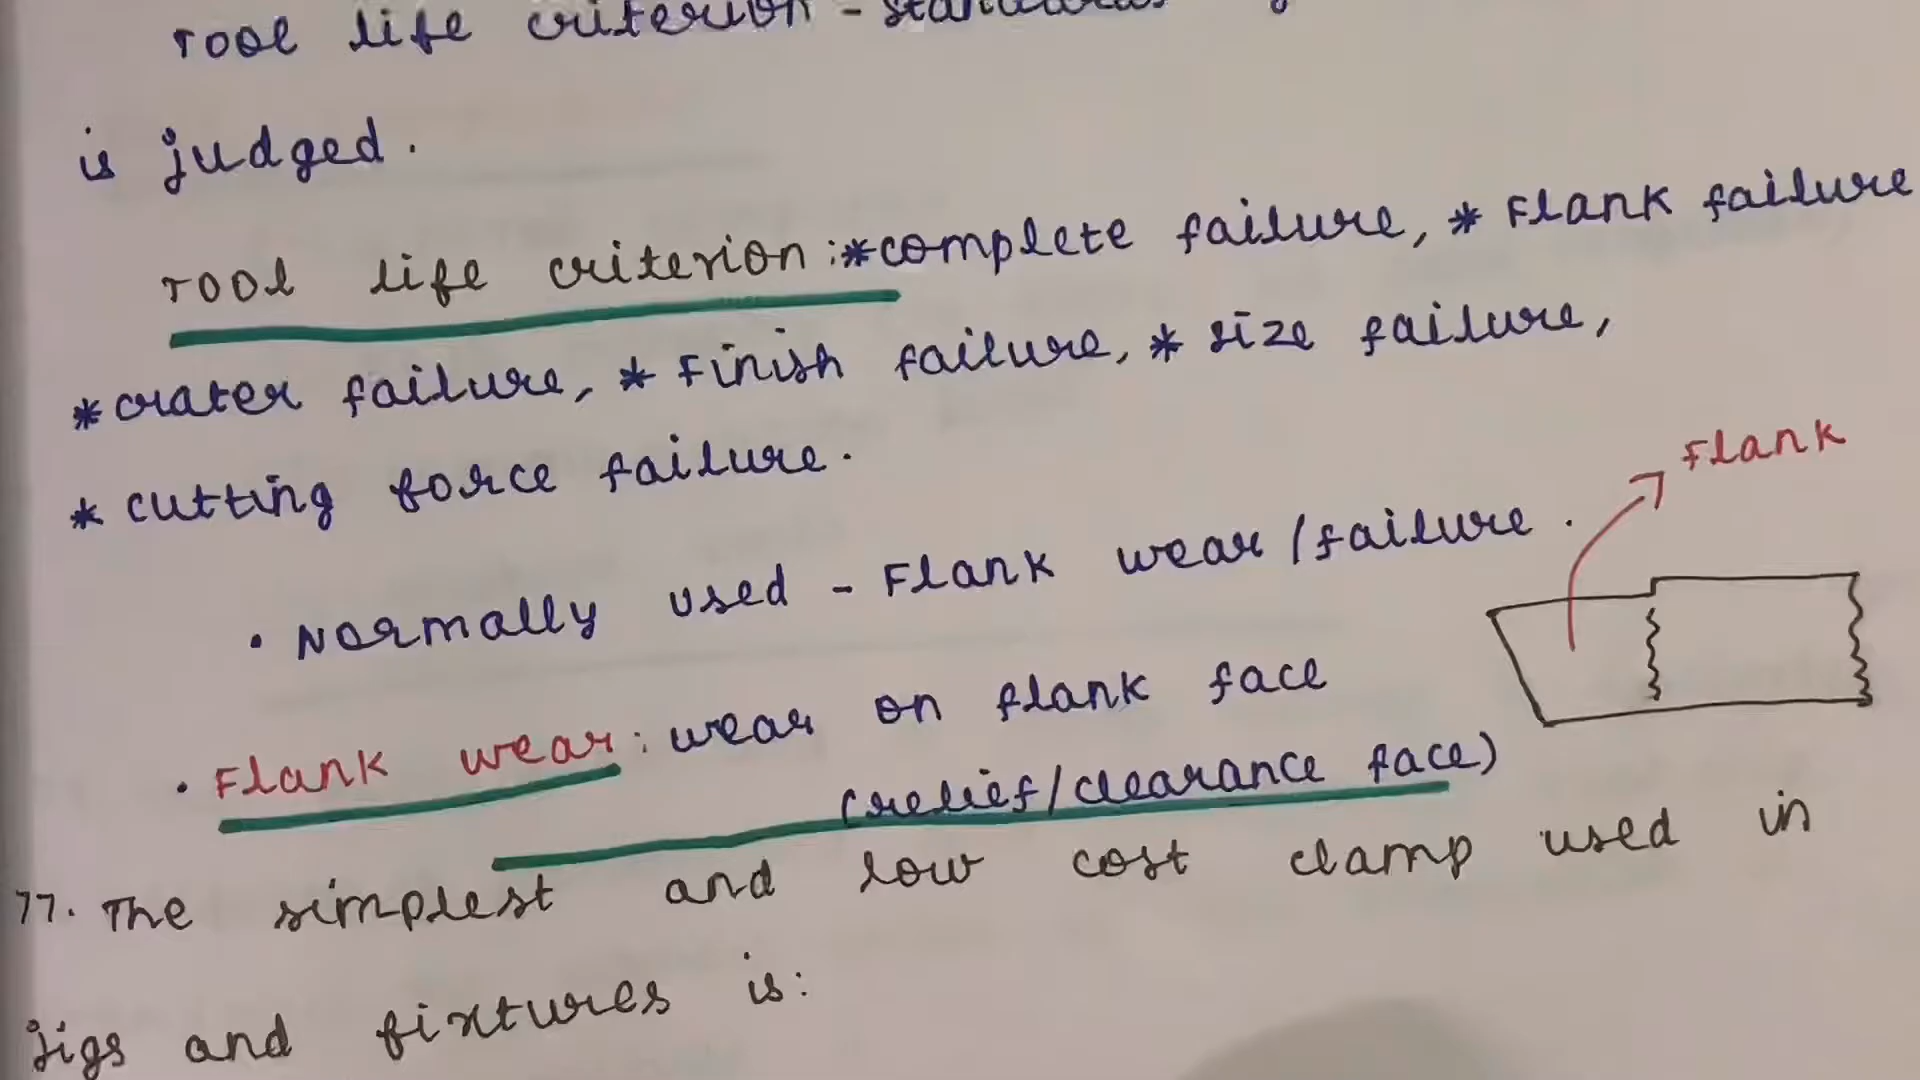 Tool life criterion -
is judged.
Tool life criterion :*complete failure, * Flank failure
*crater failure, * Finish failure, * size failure,
* cutting force failure.
Flank
• Normally used - Flank wear/failure.
• Flank wear: wear on flank face
(relief/clearance face)
77. The simplest and low cost clamp used in
jigs and fixtures is: